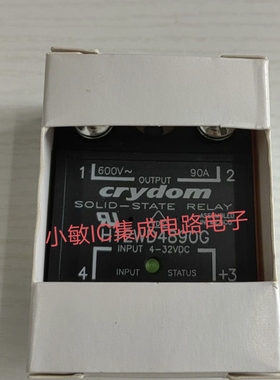 1 600V~ OUTPUT 90A 2
crydom
SOLID-STATE RELAY
H12WD4890G
小敏IC集成电路电子
INPUT 4-32VDC
4 INPUT STATUS +3